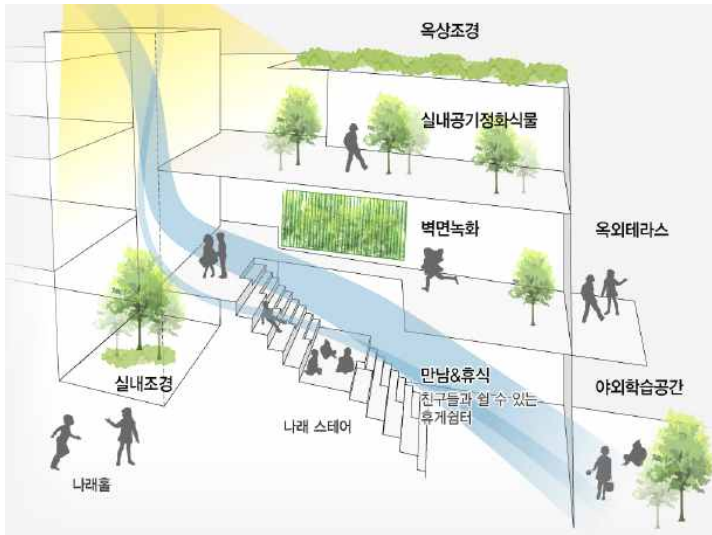 옥상조경
실내공기정화식물
벽면녹화
옥외테라스
실내조경
만남&휴식
친구들과 쉴 수 있는
휴게쉼터
야외학습공간
나래 스테어
나래홀